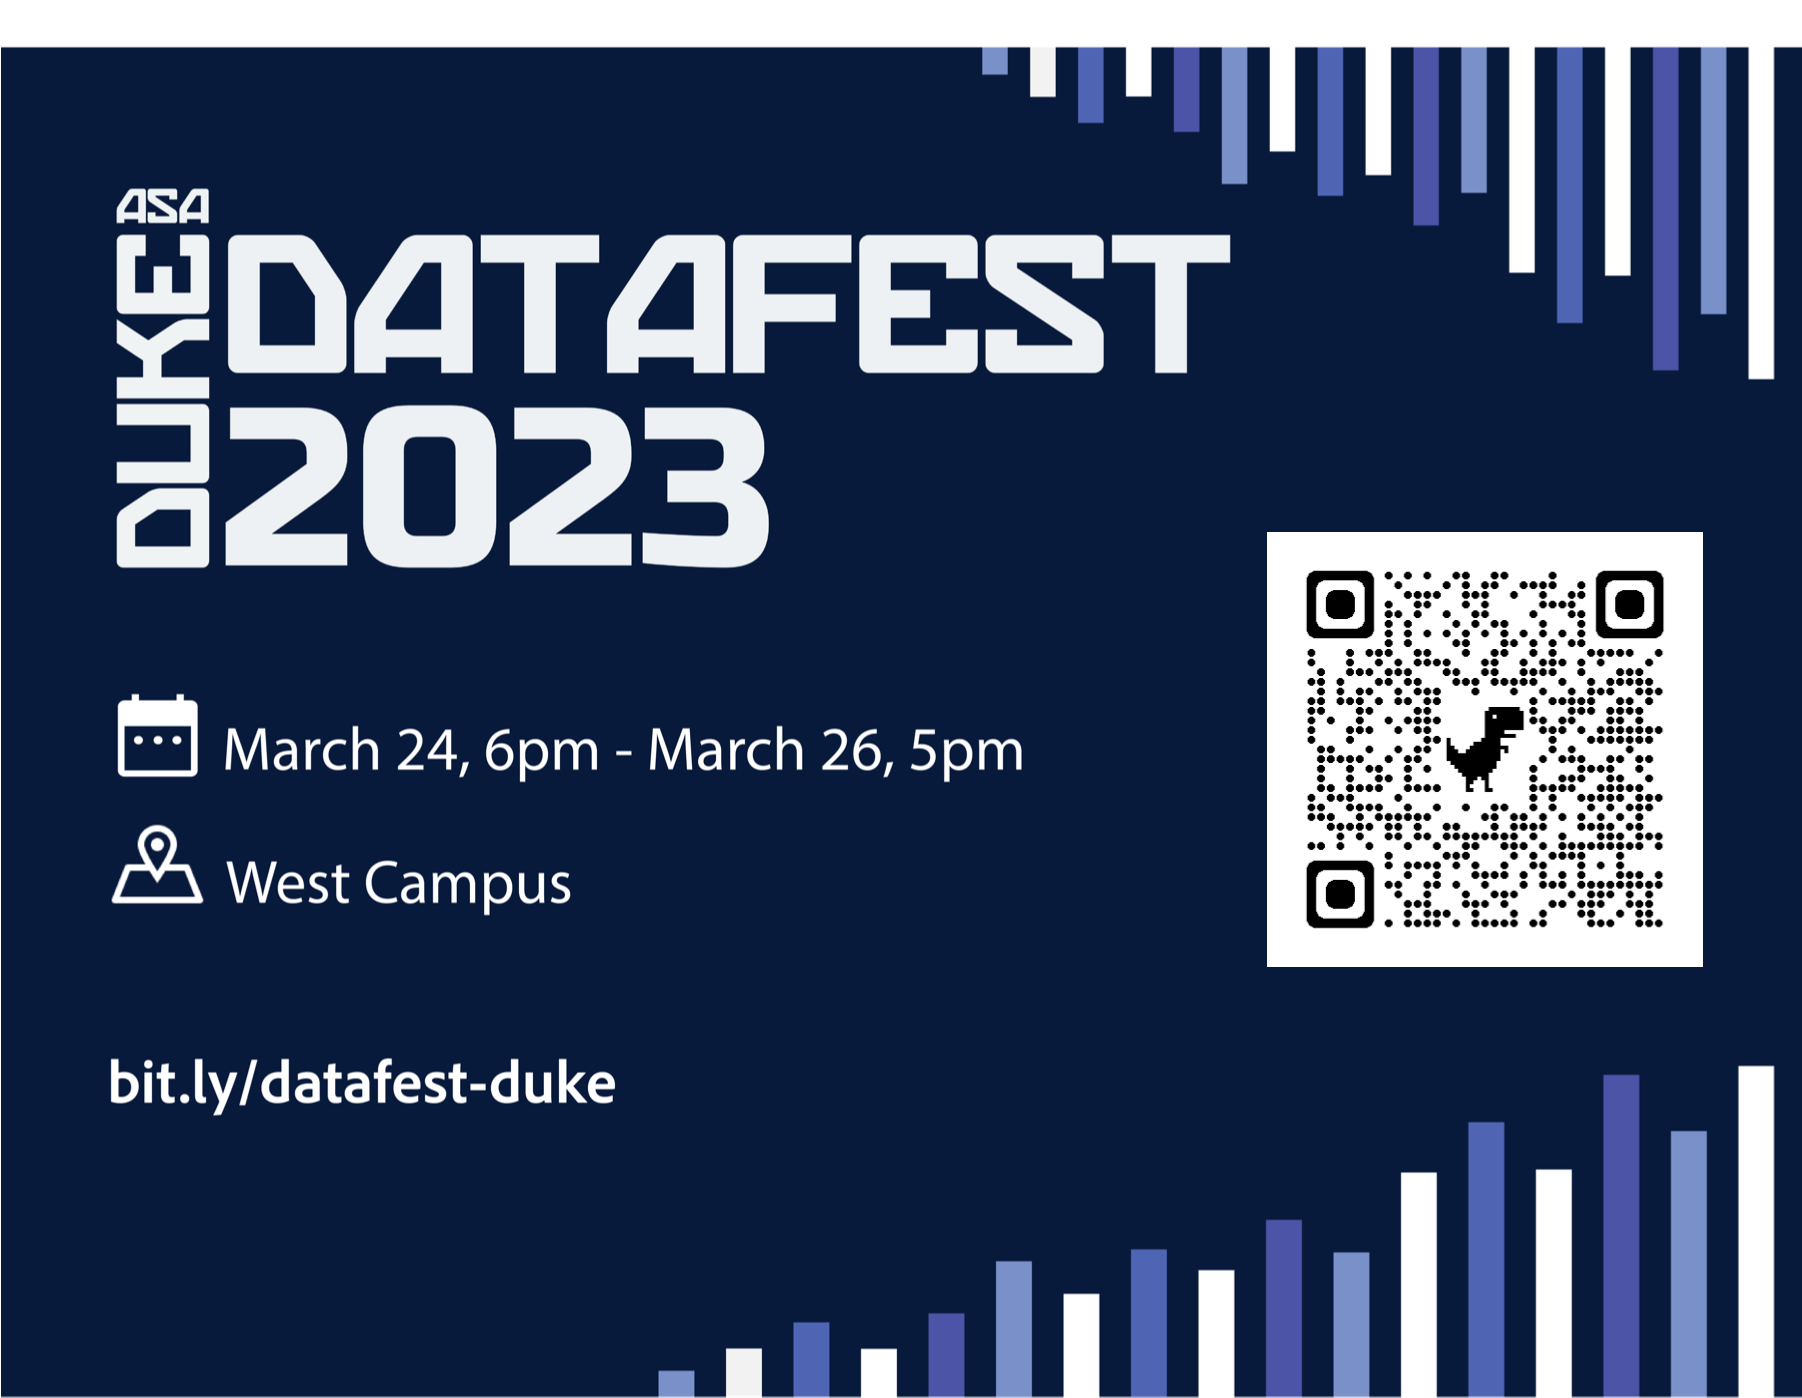 ASA
DUKE
DATAFEST
2023
March 24, 6pm - March 26, 5pm
West Campus
bit.ly/datafest-duke